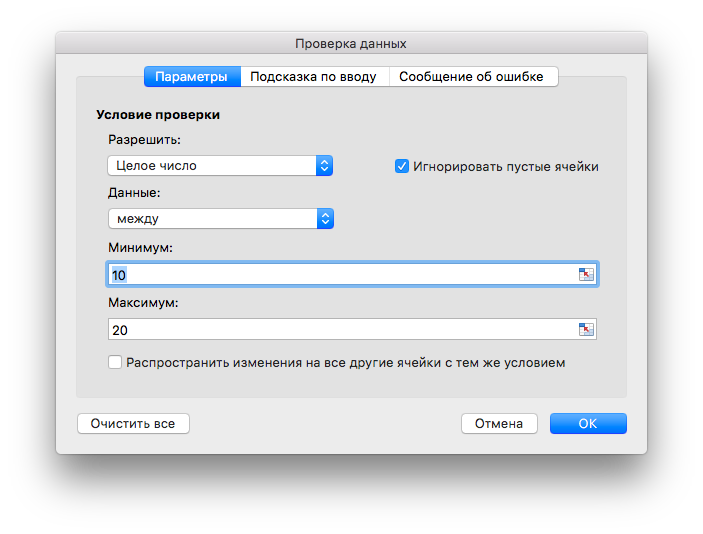 Проверка данных
Параметры Подсказка по вводу Сообщение об ошибке
Условие проверки
Разрешить:
Целое число Игнорировать пустые ячейки
Данные:
между
Минимум:
10
Максимум:
20
Распространить изменения на все другие ячейки с тем же условием
Очистить все Отмена ОК